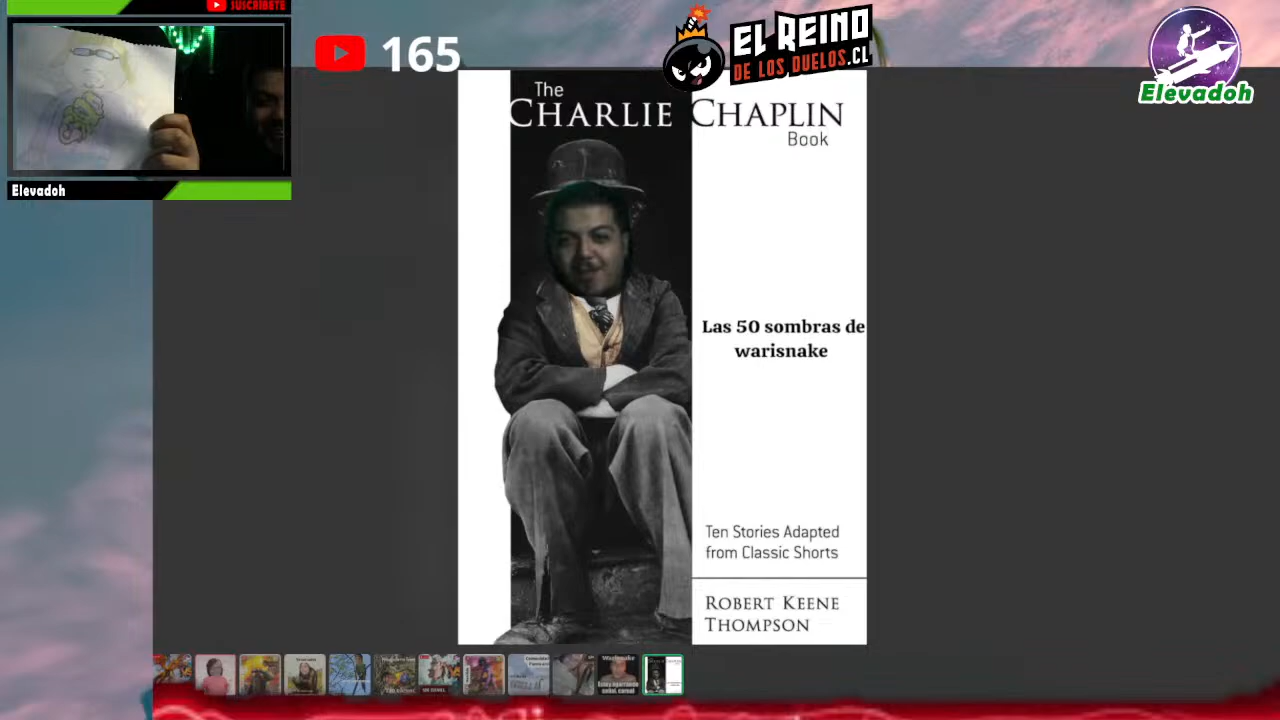 SUSCRÍBETE
Elevadoh
165
EL REINO
DE LOS DUELOS.CL
Elevadoh
The
CHARLIE CHAPLIN
Book
Las 50 sombras de
warisnake
Ten Stories Adapted
from Classic Shorts
ROBERT KEENE
THOMPSON
Warisnake